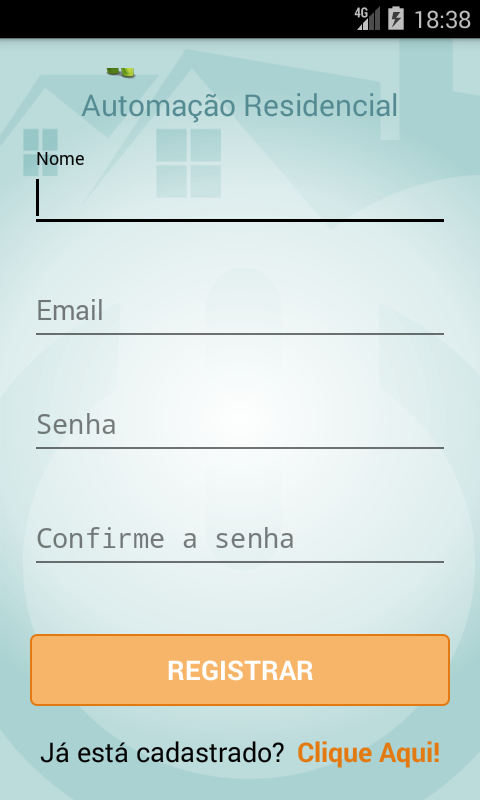 4G 18:38
Automação Residencial
Nome
Email
Senha
Confirme a senha
REGISTRAR
Já está cadastrado? Clique Aqui!